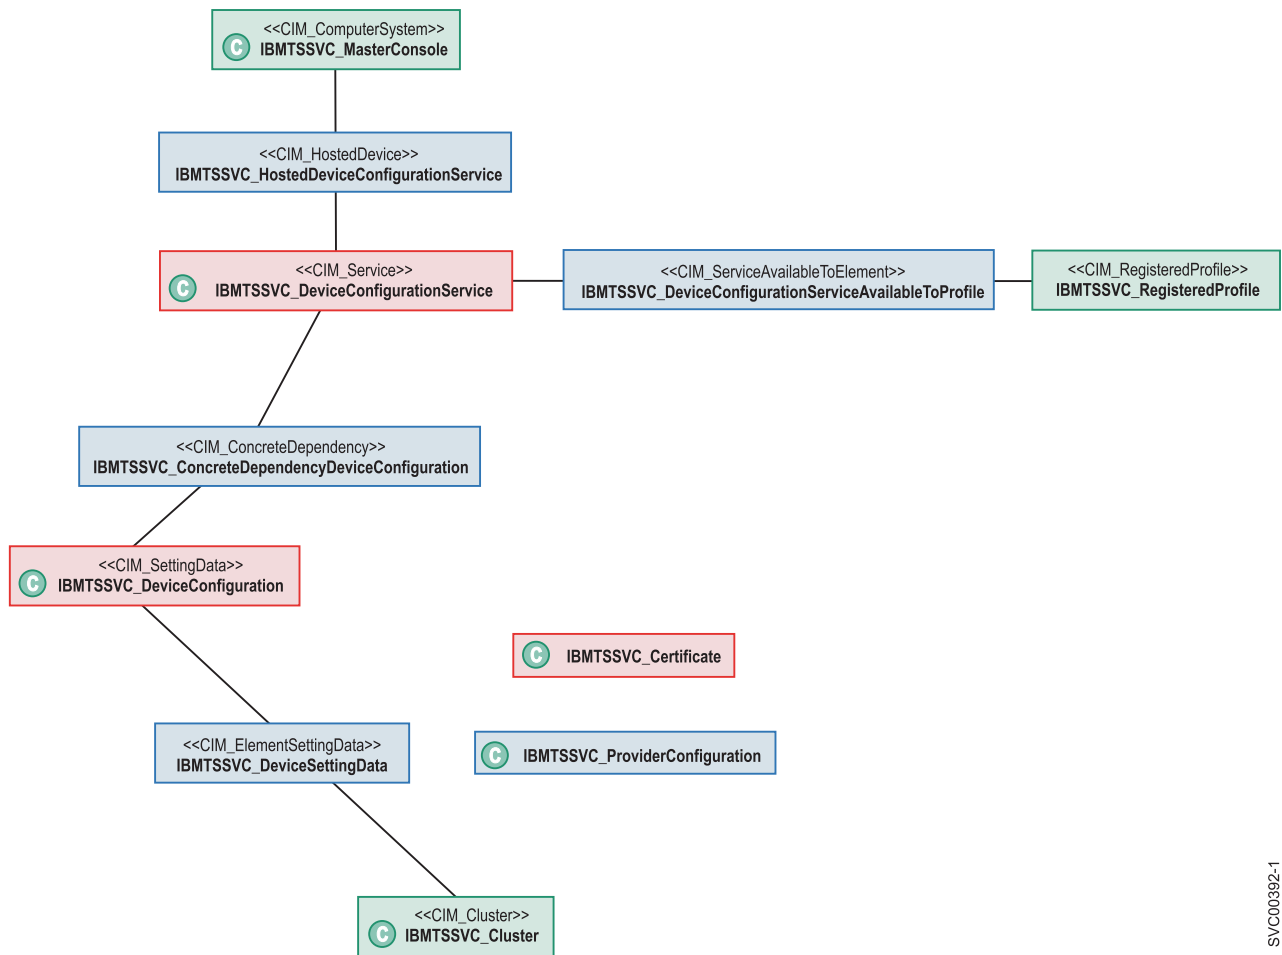 <<CIM_ComputerSystem>>
C IBMTSSVC_MasterConsole
<<CIM_HostedDevice>>
IBMTSSVC_HostedDeviceConfigurationService
<<CIM_Service>>
C IBMTSSVC_DeviceConfigurationService
<<CIM_ServiceAvailableToElement>>
IBMTSSVC_DeviceConfigurationServiceAvailableToProfile
<<CIM_RegisteredProfile>>
IBMTSSVC_RegisteredProfile
<<CIM_ConcreteDependency>>
IBMTSSVC_ConcreteDependencyDeviceConfiguration
<<CIM_SettingData>>
C IBMTSSVC_DeviceConfiguration
C IBMTSSVC_Certificate
<<CIM_ElementSettingData>>
IBMTSSVC_DeviceSettingData
C IBMTSSVC_ProviderConfiguration
<<CIM_Cluster>>
C IBMTSSVC_Cluster
SVC00392-1